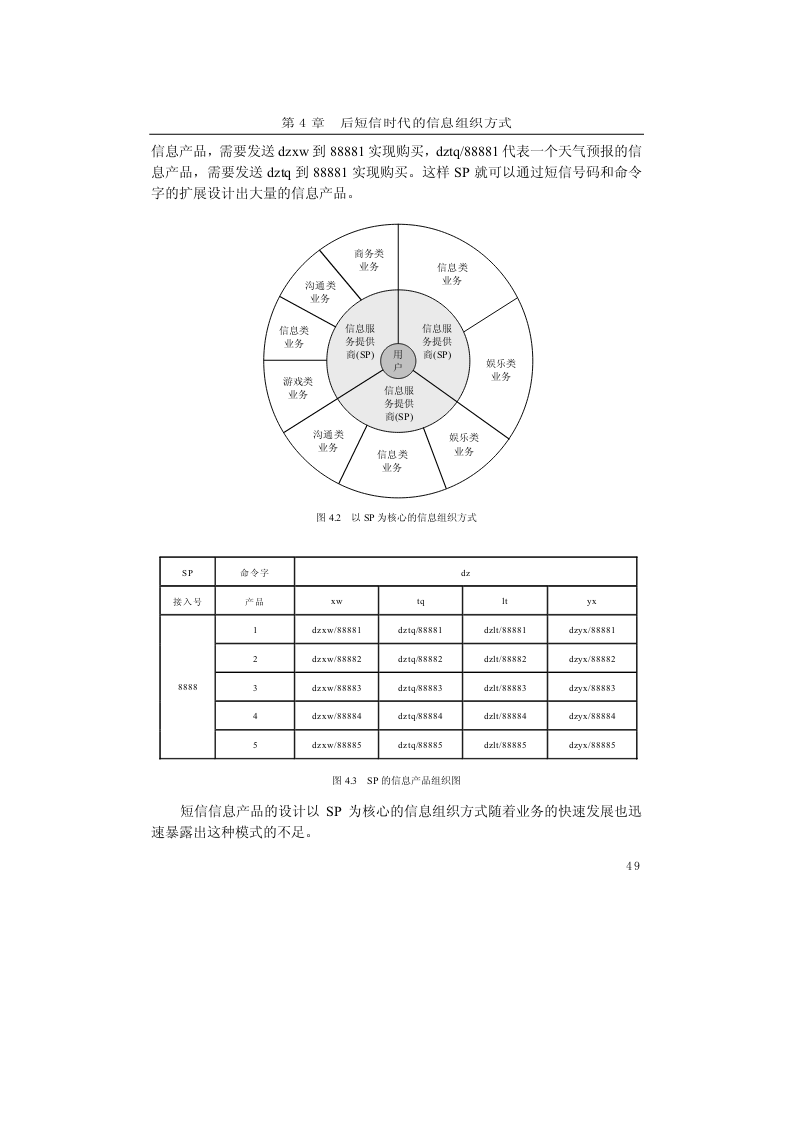 第 4 章 后短信时代的信息组织方式
信息产品，需要发送 dzxw 到 88881 实现购买，dztq/88881 代表一个天气预报的信
息产品，需要发送 dztq 到 88881 实现购买。这样 SP 就可以通过短信号码和命令
字的扩展设计出大量的信息产品。
商务类
业务
信息类
业务
沟通类
业务
信息类
业务
信息服
务提供
商(SP)
信息服
务提供
商(SP)
用
户
娱乐类
业务
游戏类
业务
信息服
务提供
商(SP)
沟通类
业务
娱乐类
业务
信息类
业务
图 4.2 以 SP 为核心的信息组织方式
SP 命令字 dz
接入号 产品 xw tq lt yx
1 dzxw/88881 dztq/88881 dzlt/88881 dzyx/88881
2 dzxw/88882 dztq/88882 dzlt/88882 dzyx/88882
8888 3 dzxw/88883 dztq/88883 dzlt/88883 dzyx/88883
4 dzxw/88884 dztq/88884 dzlt/88884 dzyx/88884
5 dzxw/88885 dztq/88885 dzlt/88885 dzyx/88885
图 4.3 SP 的信息产品组织图
短信信息产品的设计以 SP 为核心的信息组织方式随着业务的快速发展也迅
速暴露出这种模式的不足。
49